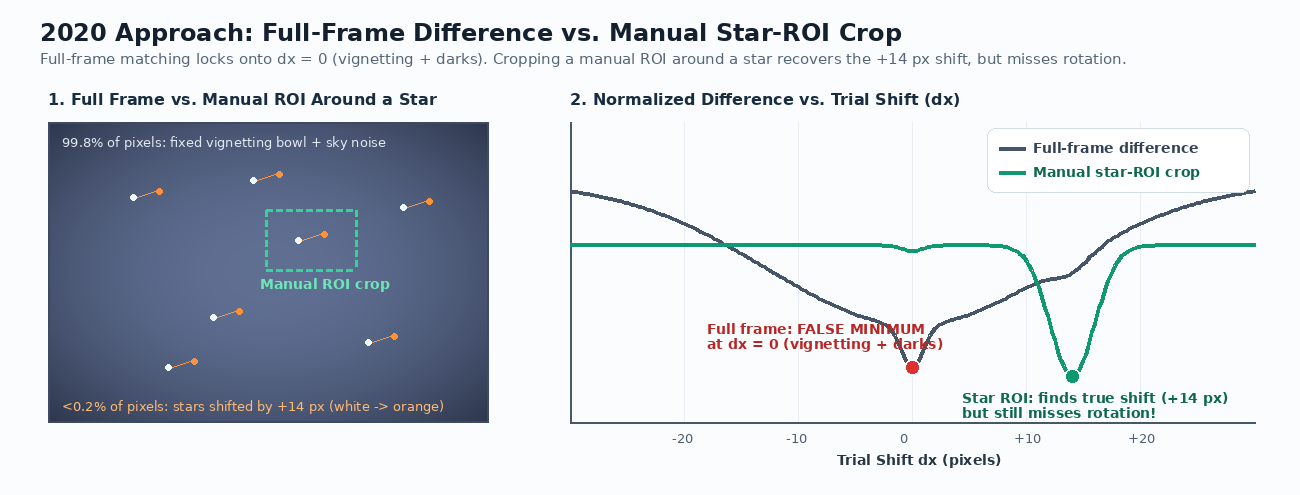 2020 Approach: Full-Frame Difference vs. Manual Star-ROI Crop
Full-frame matching locks onto dx = 0 (vignetting + darks). Cropping a manual ROI around a star recovers the +14 px shift, but misses rotation.
1. Full Frame vs. Manual ROI Around a Star
99.8% of pixels: fixed vignetting bowl + sky noise
Manual ROI crop
<0.2% of pixels: stars shifted by +14 px (white -> orange)
2. Normalized Difference vs. Trial Shift (dx)
Full-frame difference
Manual star-ROI crop
Full frame: FALSE MINIMUM
at dx = 0 (vignetting + darks)
Star ROI: finds true shift (+14 px)
but still misses rotation!
-20 -10 0 +10 +20
Trial Shift dx (pixels)